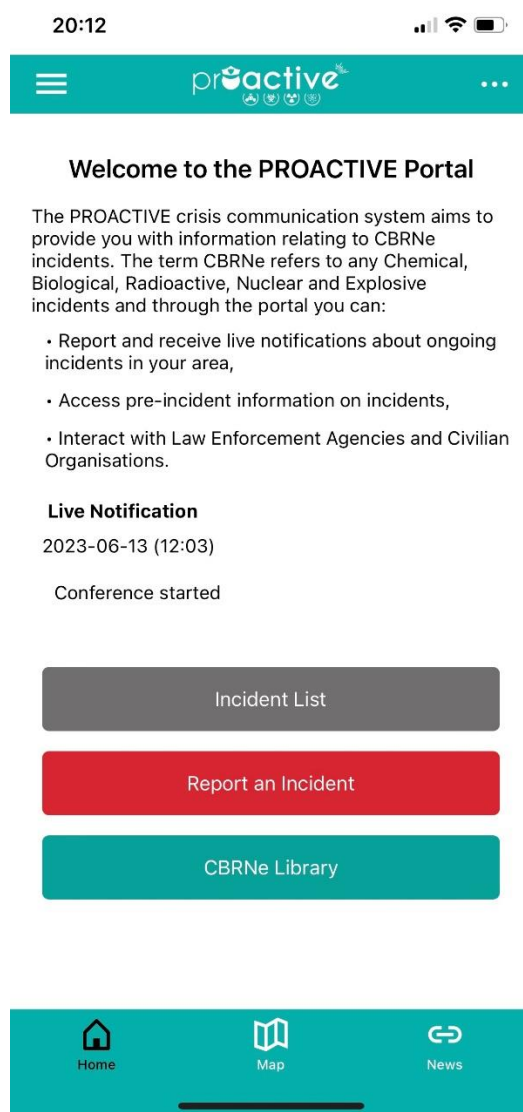 20:12
proactive
Welcome to the PROACTIVE Portal
The PROACTIVE crisis communication system aims to
provide you with information relating to CBRNe
incidents. The term CBRNe refers to any Chemical,
Biological, Radioactive, Nuclear and Explosive
incidents and through the portal you can:
• Report and receive live notifications about ongoing
incidents in your area,
• Access pre-incident information on incidents,
• Interact with Law Enforcement Agencies and Civilian
Organisations.
Live Notification
2023-06-13 (12:03)
Conference started
Incident List
Report an Incident
CBRNe Library
Home
Map
News